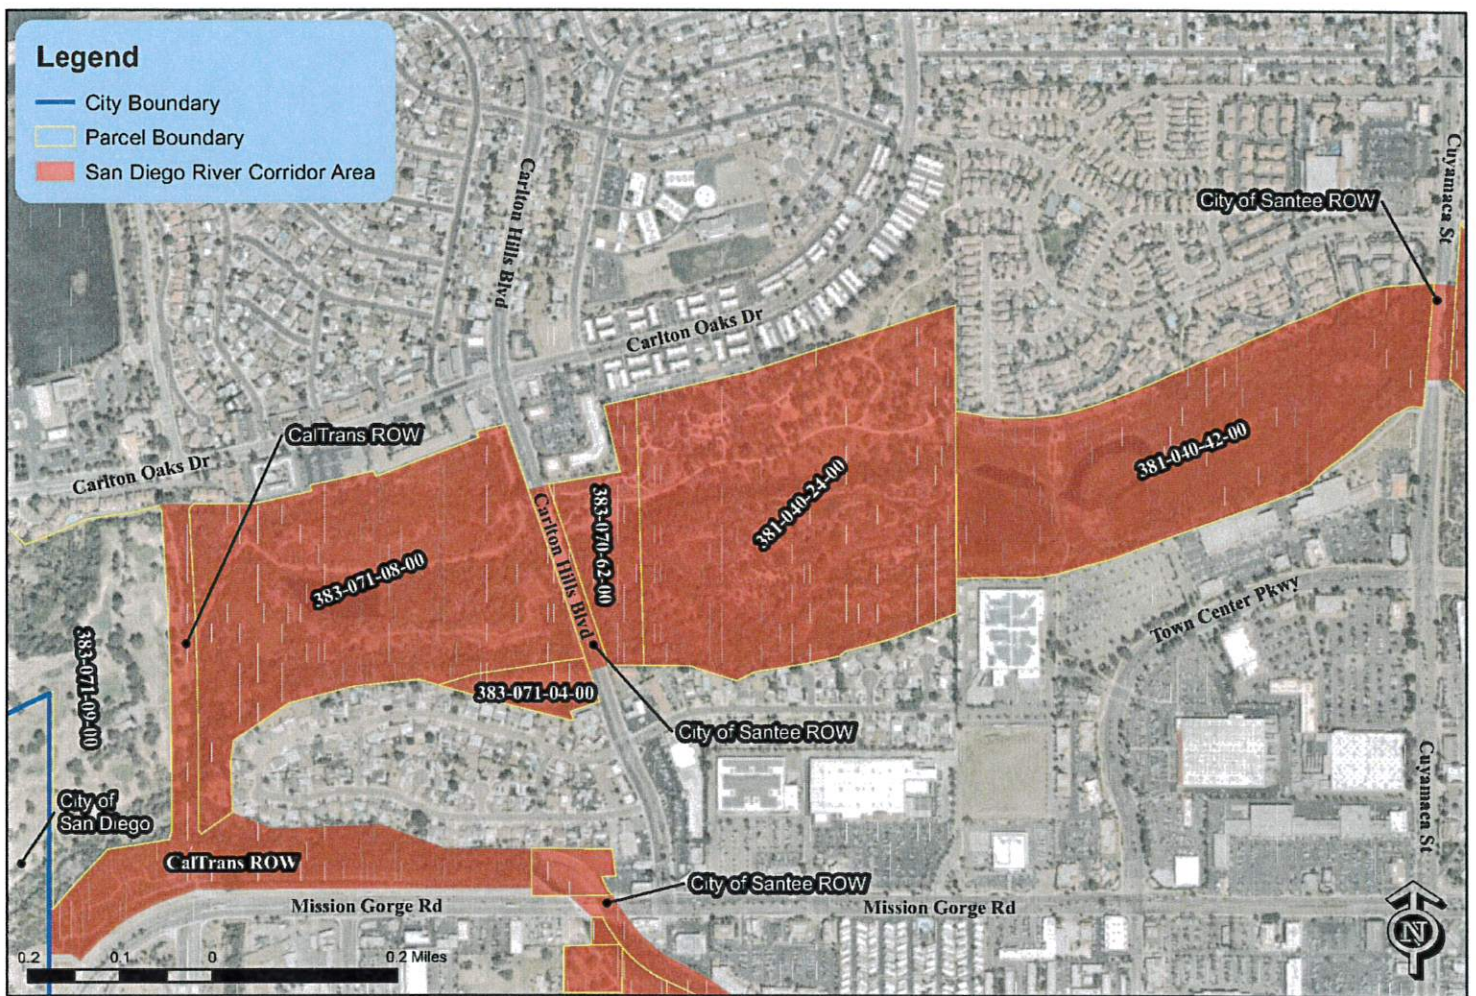 Legend
City Boundary
Parcel Boundary
San Diego River Corridor Area
Carlton Hills Blvd
Cuyamaca St
City of Santee ROW
Carlton Oaks Dr
CalTrans ROW
Carlton Oaks Dr
381-040-42-00
381-040-24-00
383-070-62-00
Carlton Hills Blvd
383-071-08-00
Town Center Pkwy
383-071-09-00
383-071-04-00
City of Santee ROW
Cuyamaca St
City of
San Diego
CalTrans ROW
City of Santee ROW
Mission Gorge Rd
Mission Gorge Rd
N
0.2 0.1 0 0.2 Miles